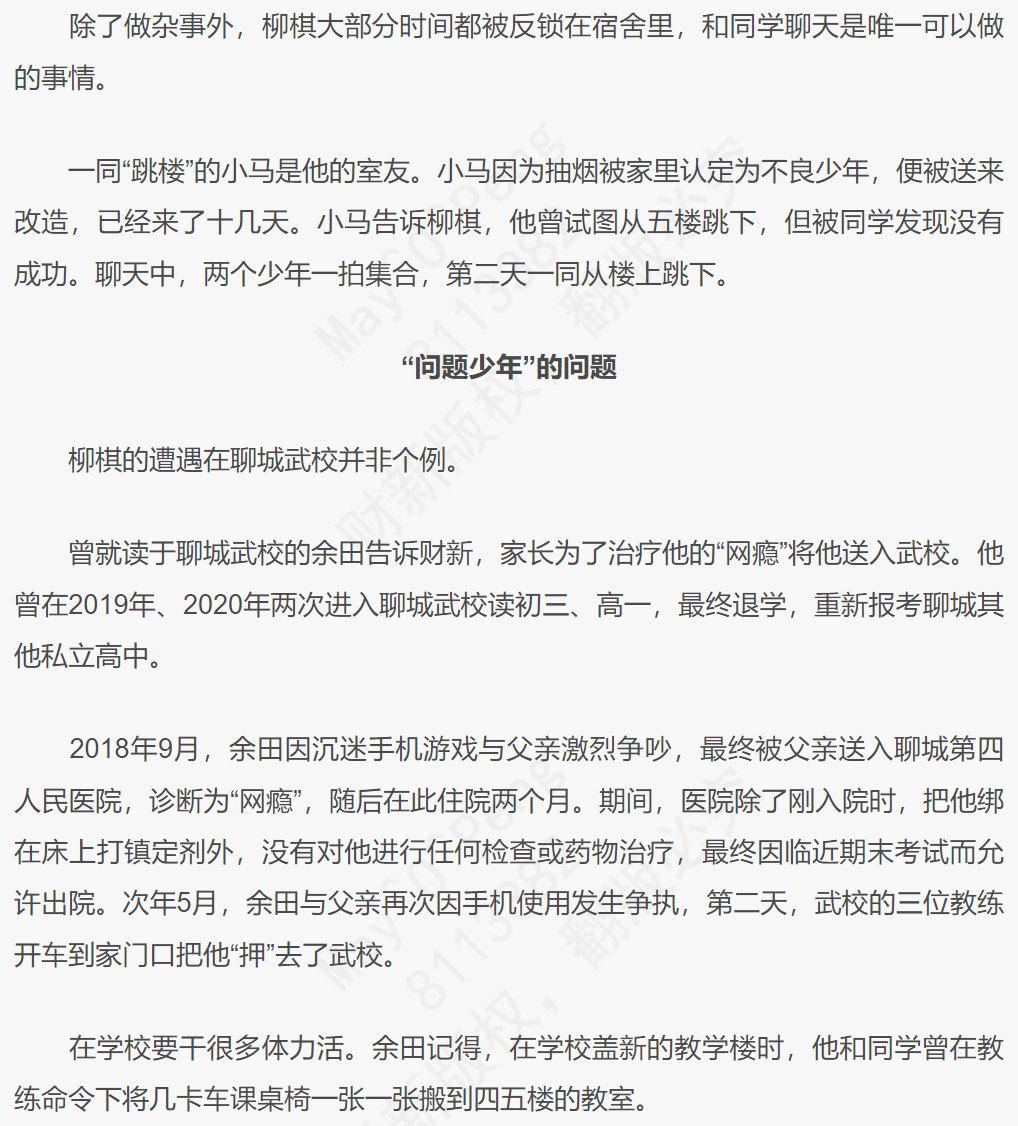 除了做杂事外，柳棋大部分时间都被反锁在宿舍里，和同学聊天是唯一可以做
的事情。
一同“跳楼”的小马是他的室友。小马因为抽烟被家里认定为不良少年，便被送来
改造，已经来了十几天。小马告诉柳棋，他曾试图从五楼跳下，但被同学发现没有
成功。聊天中，两个少年一拍集合，第二天一同从楼上跳下。
“问题少年”的问题
柳棋的遭遇在聊城武校并非个例。
曾就读于聊城武校的余田告诉财新，家长为了治疗他的“网瘾”将他送入武校。他
曾在2019年、2020年两次进入聊城武校读初三、高一，最终退学，重新报考聊城其
他私立高中。
2018年9月，余田因沉迷手机游戏与父亲激烈争吵，最终被父亲送入聊城第四
人民医院，诊断为“网瘾”，随后在此住院两个月。期间，医院除了刚入院时，把他绑
在床上打镇定剂外，没有对他进行任何检查或药物治疗，最终因临近期末考试而允
许出院。次年5月，余田与父亲再次因手机使用发生争执，第二天，武校的三位教练
开车到家门口把他“押”去了武校。
在学校要干很多体力活。余田记得，在学校盖新的教学楼时，他和同学曾在教
练命令下将几卡车课桌椅一张一张搬到四五楼的教室。
财新版权，翻版必究